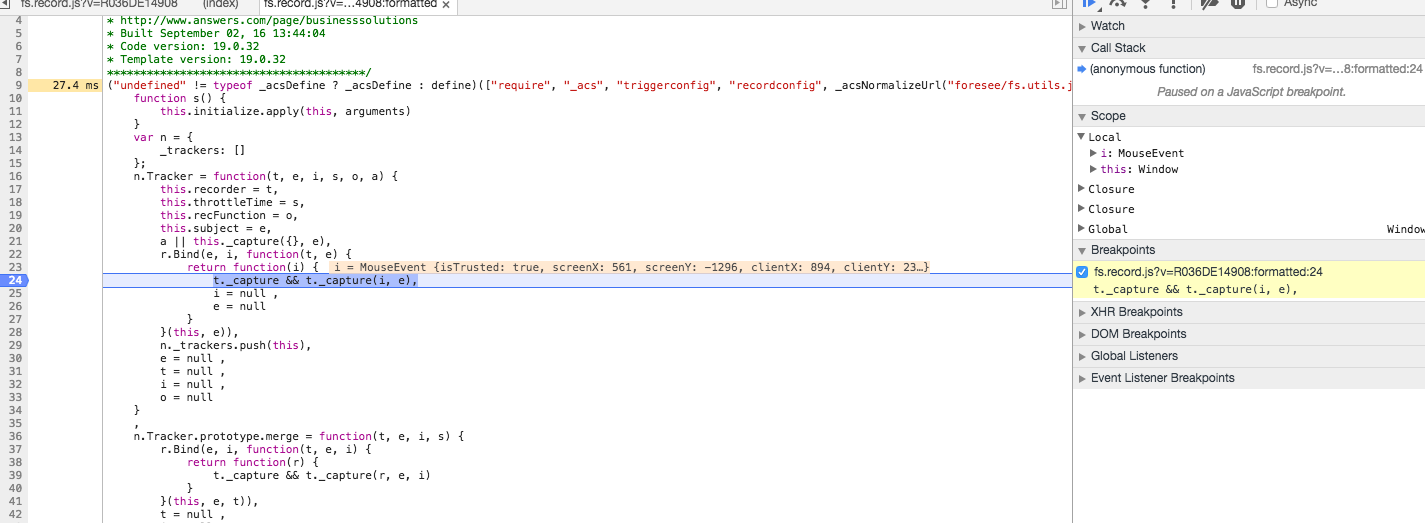 fs.record.js?v=R036DE14908 (index) fs.record.js?v=…4908:formatted ×
4 * http://www.answers.com/page/businesssolutions
5 * Built September 02, 16 13:44:04
6 * Code version: 19.0.32
7 * Template version: 19.0.32
8 ***************************************/
9 27.4 ms ("undefined" != typeof _acsDefine ? _acsDefine : define)(["require", "_acs", "triggerconfig", "recordconfig", _acsNormalizeUrl("foresee/fs.utils.j
10 function s() {
11 this.initialize.apply(this, arguments)
12 }
13 var n = {
14 _trackers: []
15 };
16 n.Tracker = function(t, e, i, s, o, a) {
17 this.recorder = t,
18 this.throttleTime = s,
19 this.recFunction = o,
20 this.subject = e,
21 a || this._capture({}, e),
22 r.Bind(e, i, function(t, e) {
23 return function(i) { i = MouseEvent {isTrusted: true, screenX: 561, screenY: -1296, clientX: 894, clientY: 23…}
24 t._capture && t._capture(i, e),
25 i = null ,
26 e = null
27 }
28 }(this, e)),
29 n._trackers.push(this),
30 e = null ,
31 t = null ,
32 i = null ,
33 o = null
34 }
35 ,
36 n.Tracker.prototype.merge = function(t, e, i, s) {
37 r.Bind(e, i, function(t, e, i) {
38 return function(r) {
39 t._capture && t._capture(r, e, i)
40 }
41 }(this, e, t)),
42 t = null ,
Async
Watch
Call Stack
(anonymous function) fs.record.js?v=…8:formatted:24
Paused on a JavaScript breakpoint.
Scope
Local
i: MouseEvent
this: Window
Closure
Closure
Global Window
Breakpoints
fs.record.js?v=R036DE14908:formatted:24
t._capture && t._capture(i, e),
XHR Breakpoints
DOM Breakpoints
Global Listeners
Event Listener Breakpoints